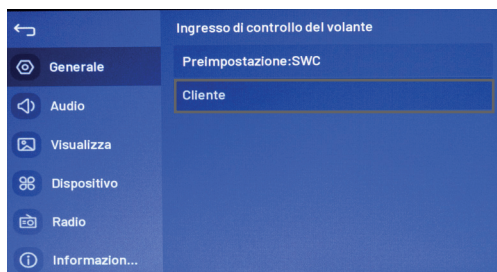 Ingresso di controllo del volante
Generale
Preimpostazione:SWC
Audio
Cliente
Visualizza
Dispositivo
Radio
Informazion...